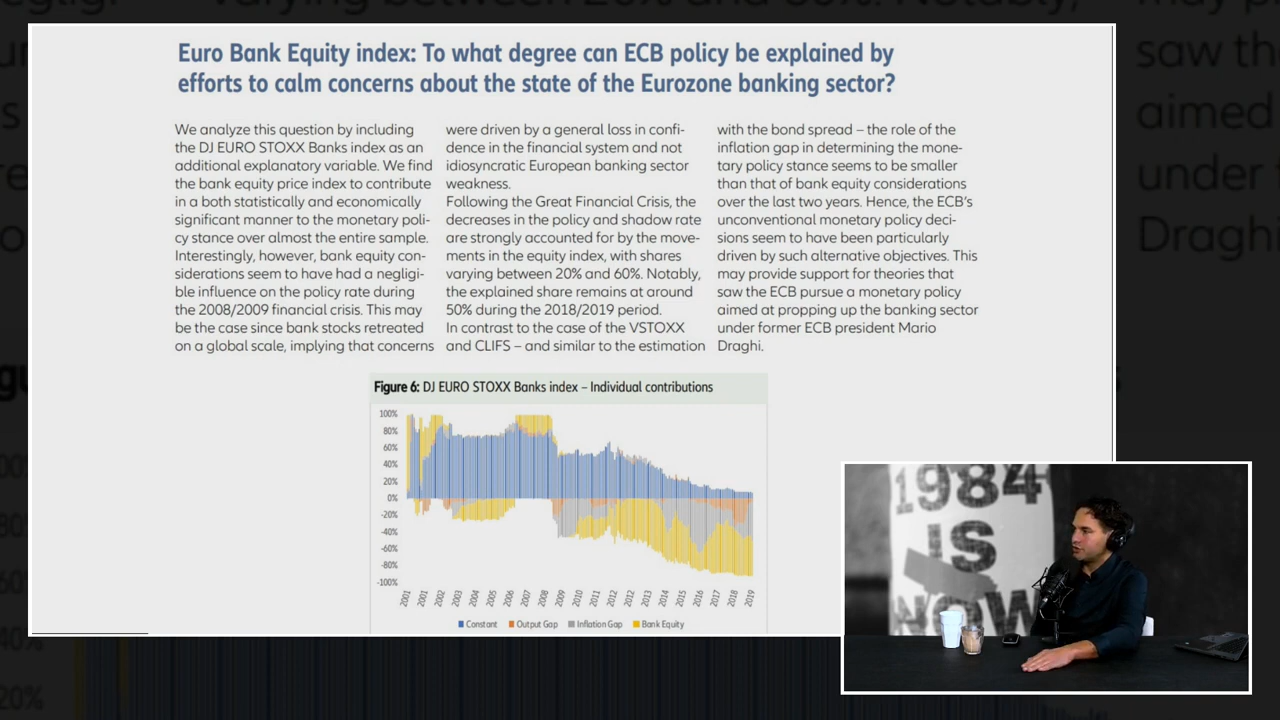 Euro Bank Equity index: To what degree can ECB policy be explained by
efforts to calm concerns about the state of the Eurozone banking sector?
We analyze this question by including
the DJ EURO STOXX Banks index as an
additional explanatory variable. We find
the bank equity price index to contribute
in a both statistically and economically
significant manner to the monetary poli-
cy stance over almost the entire sample.
Interestingly, however, bank equity con-
siderations seem to have had a negligi-
ble influence on the policy rate during
the 2008/2009 financial crisis. This may
be the case since bank stocks retreated
on a global scale, implying that concerns
were driven by a general loss in confi-
dence in the financial system and not
idiosyncratic European banking sector
weakness.
Following the Great Financial Crisis, the
decreases in the policy and shadow rate
are strongly accounted for by the move-
ments in the equity index, with shares
varying between 20% and 60%. Notably,
the explained share remains at around
50% during the 2018/2019 period.
In contrast to the case of the VSTOXX
and CLIFS – and similar to the estimation
with the bond spread – the role of the
inflation gap in determining the mone-
tary policy stance seems to be smaller
than that of bank equity considerations
over the last two years. Hence, the ECB's
unconventional monetary policy deci-
sions seem to have been particularly
driven by such alternative objectives. This
may provide support for theories that
saw the ECB pursue a monetary policy
aimed at propping up the banking sector
under former ECB president Mario
Draghi.
Figure 6: DJ EURO STOXX Banks index – Individual contributions
100%
80%
60%
40%
20%
0%
-20%
-40%
-60%
-80%
-100%
2001 2001 2002 2003 2004 2005 2006 2007 2008 2009 2010 2011 2012 2013 2014 2015 2016 2017 2018 2019
Constant Output Gap Inflation Gap Bank Equity
1984
IS
NOW
saw th
aimed
under
Draghi
20%